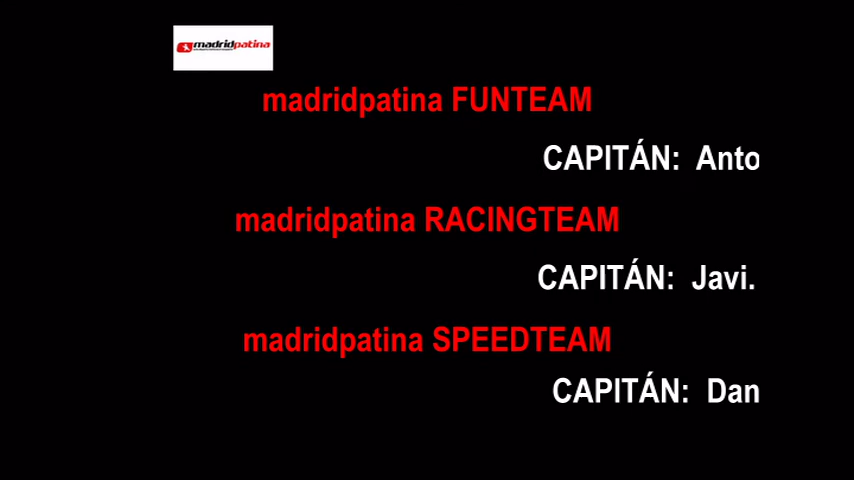 madridpatina
madridpatina FUNTEAM
CAPITÁN: Anto
madridpatina RACINGTEAM
CAPITÁN: Javi.
madridpatina SPEEDTEAM
CAPITÁN: Dan